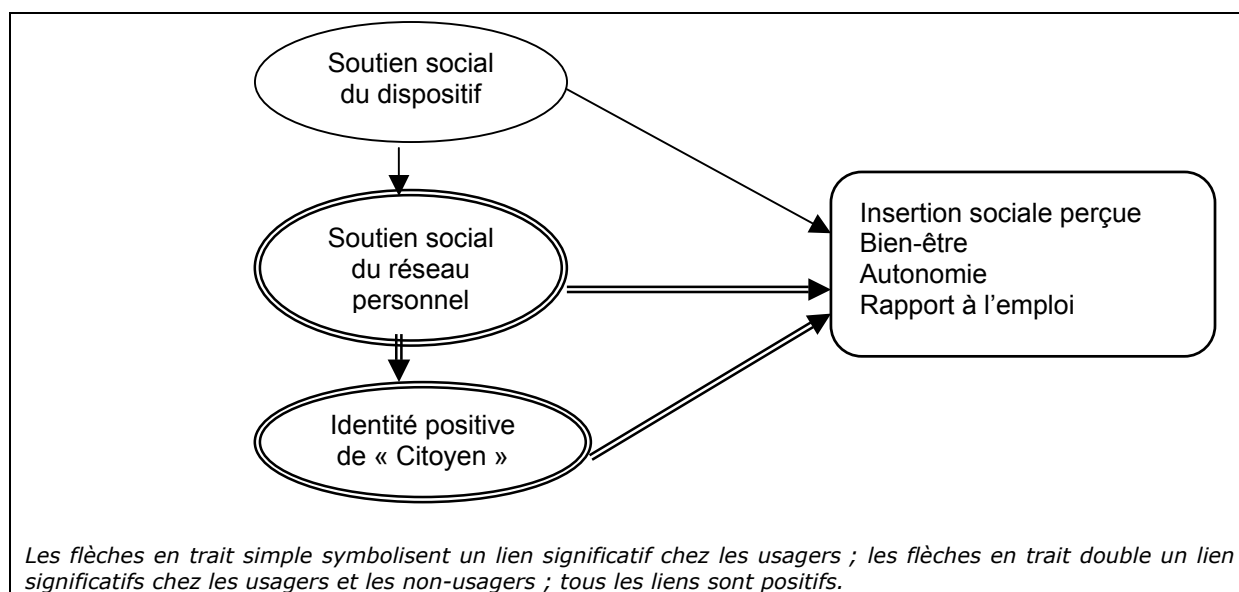 Soutien social
du dispositif
Soutien social
du réseau
personnel
Identité positive
de « Citoyen »
Insertion sociale perçue
Bien-être
Autonomie
Rapport à l’emploi
Les flèches en trait simple symbolisent un lien significatif chez les usagers ; les flèches en trait double un lien
significatifs chez les usagers et les non-usagers ; tous les liens sont positifs.